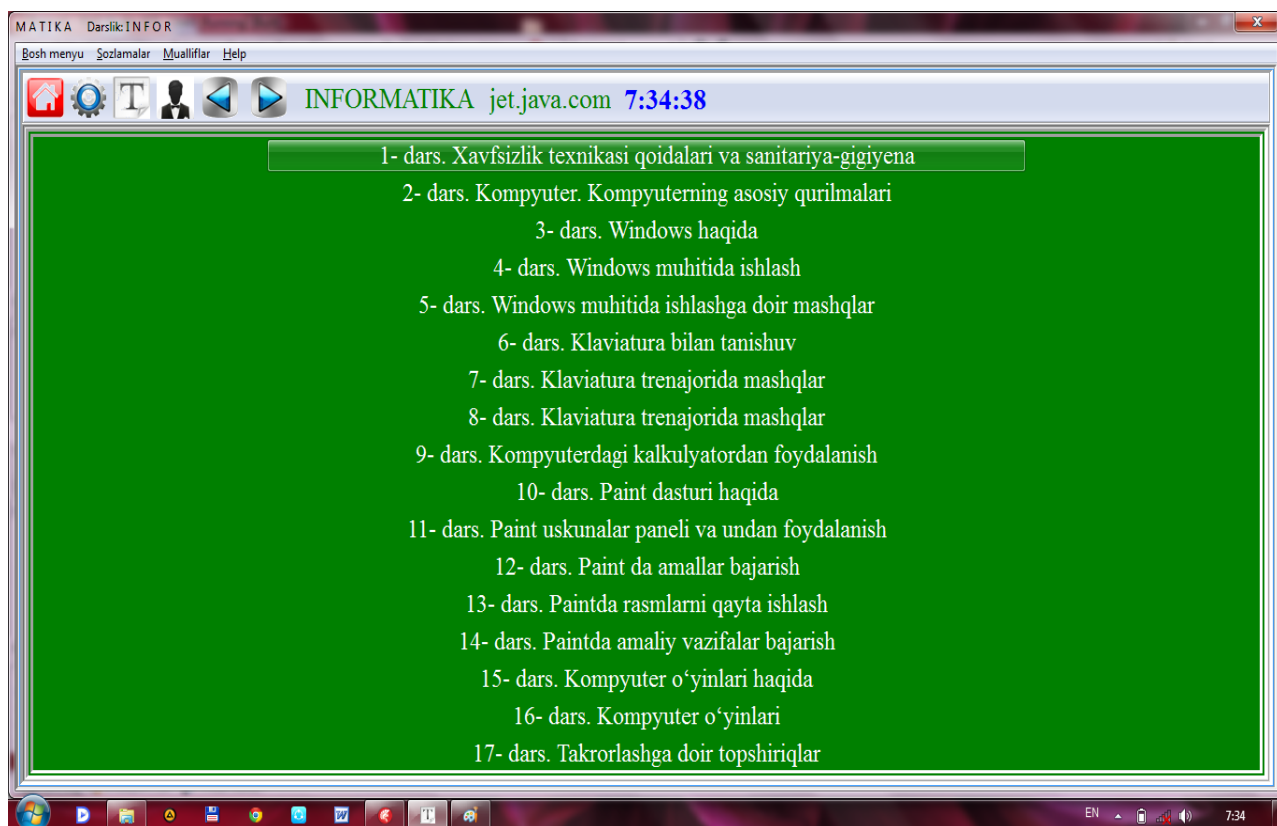 M A T I K A Darslik: I N F O R
Bosh menyu Sozlamalar Mualliflar Help
T INFORMATIKA jet.java.com 7:34:38
1- dars. Xavfsizlik texnikasi qoidalari va sanitariya-gigiyena
2- dars. Kompyuter. Kompyuterning asosiy qurilmalari
3- dars. Windows haqida
4- dars. Windows muhitida ishlash
5- dars. Windows muhitida ishlashga doir mashqlar
6- dars. Klaviatura bilan tanishuv
7- dars. Klaviatura trenajorida mashqlar
8- dars. Klaviatura trenajorida mashqlar
9- dars. Kompyuterdagi kalkulyatordan foydalanish
10- dars. Paint dasturi haqida
11- dars. Paint uskunalar paneli va undan foydalanish
12- dars. Paint da amallar bajarish
13- dars. Paintda rasmlarni qayta ishlash
14- dars. Paintda amaliy vazifalar bajarish
15- dars. Kompyuter o‘yinlari haqida
16- dars. Kompyuter o‘yinlari
17- dars. Takrorlashga doir topshiriqlar
W T EN 7:34